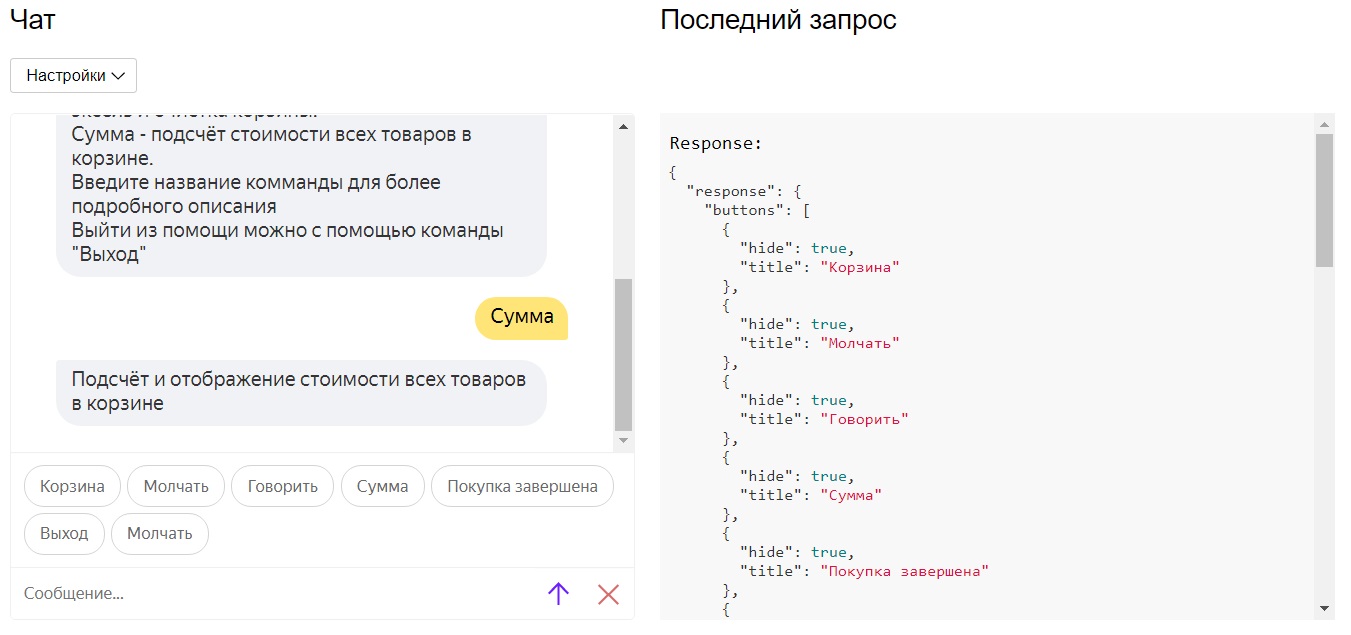 Чат
Настройки
Сумма - подсчёт стоимости всех товаров в
корзине.
Введите название комманды для более
подробного описания
Выйти из помощи можно с помощью команды
"Выход"
Сумма
Подсчёт и отображение стоимости всех товаров
в корзине
Корзина
Молчать
Говорить
Сумма
Покупка завершена
Выход
Молчать
Сообщение...
Последний запрос
Response:
{
"response": {
"buttons": [
{
"hide": true,
"title": "Корзина"
},
{
"hide": true,
"title": "Молчать"
},
{
"hide": true,
"title": "Говорить"
},
{
"hide": true,
"title": "Сумма"
},
{
"hide": true,
"title": "Покупка завершена"
},
{